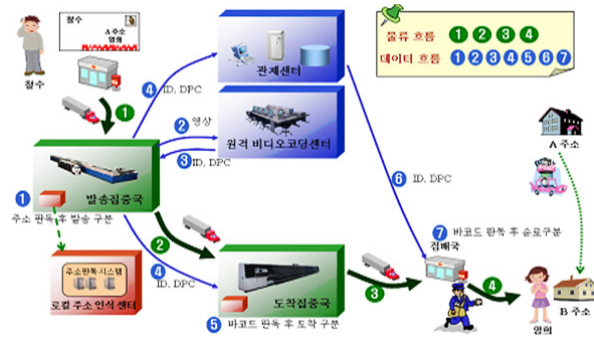 철수
A 주소
영희
철수
물류 흐름 1 2 3 4
데이터 흐름 1 2 3 4 5 6 7
4 ID, DPC
관제센터
1
2 영상
원격 비디오코딩센터
3 ID, DPC
A 주소
발송집중국
1
주소 판독 후 발송 구분
6 ID, DPC
2
4
ID, DPC
7 바코드 판독 후 순로구분
집배국
주소판독시스템
로컬 주소 인식 센터
도착집중국
3
4
5 바코드 판독 후 도착 구분
영희
B 주소